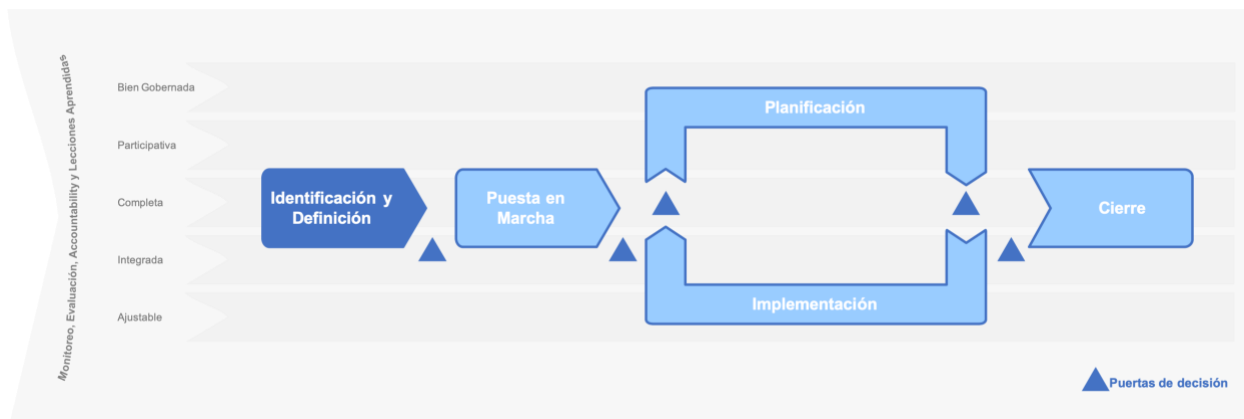 Monitoreo, Evaluación, Accountability y Lecciones Aprendidas
Bien Gobernada
Participativa
Completa
Integrada
Ajustable
Identificación y
Definición
Puesta en
Marcha
Planificación
Implementación
Cierre
Puertas de decisión